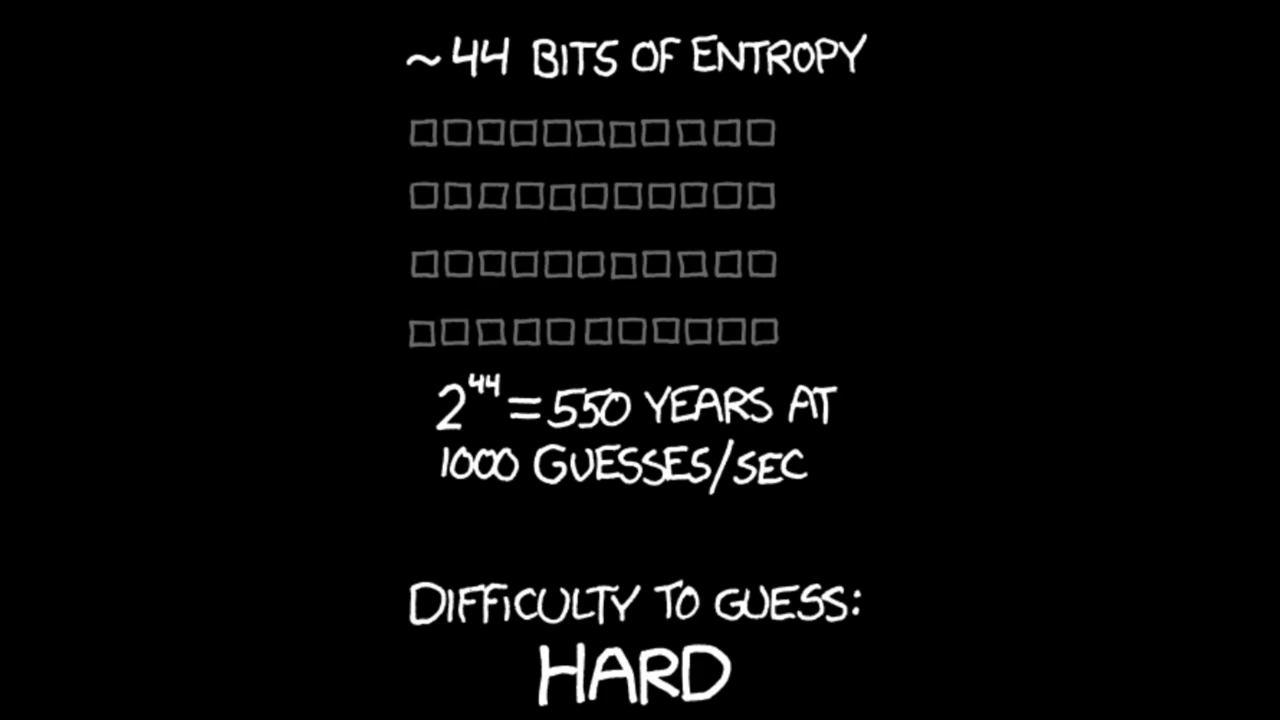 ~44 BITS OF ENTROPY
2^44 = 550 YEARS AT
1000 GUESSES/SEC
DIFFICULTY TO GUESS:
HARD